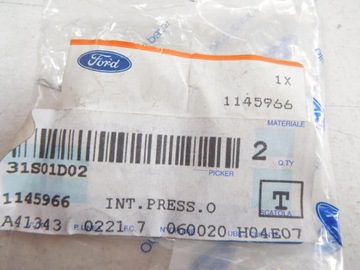 Ford
1X
1145966
MATERIALE
2
31S01D02
PICKER
Q.TY
1145966
INT.PRESS.O
T
SCATOLA
A41343 0221 7 060020 H04E07